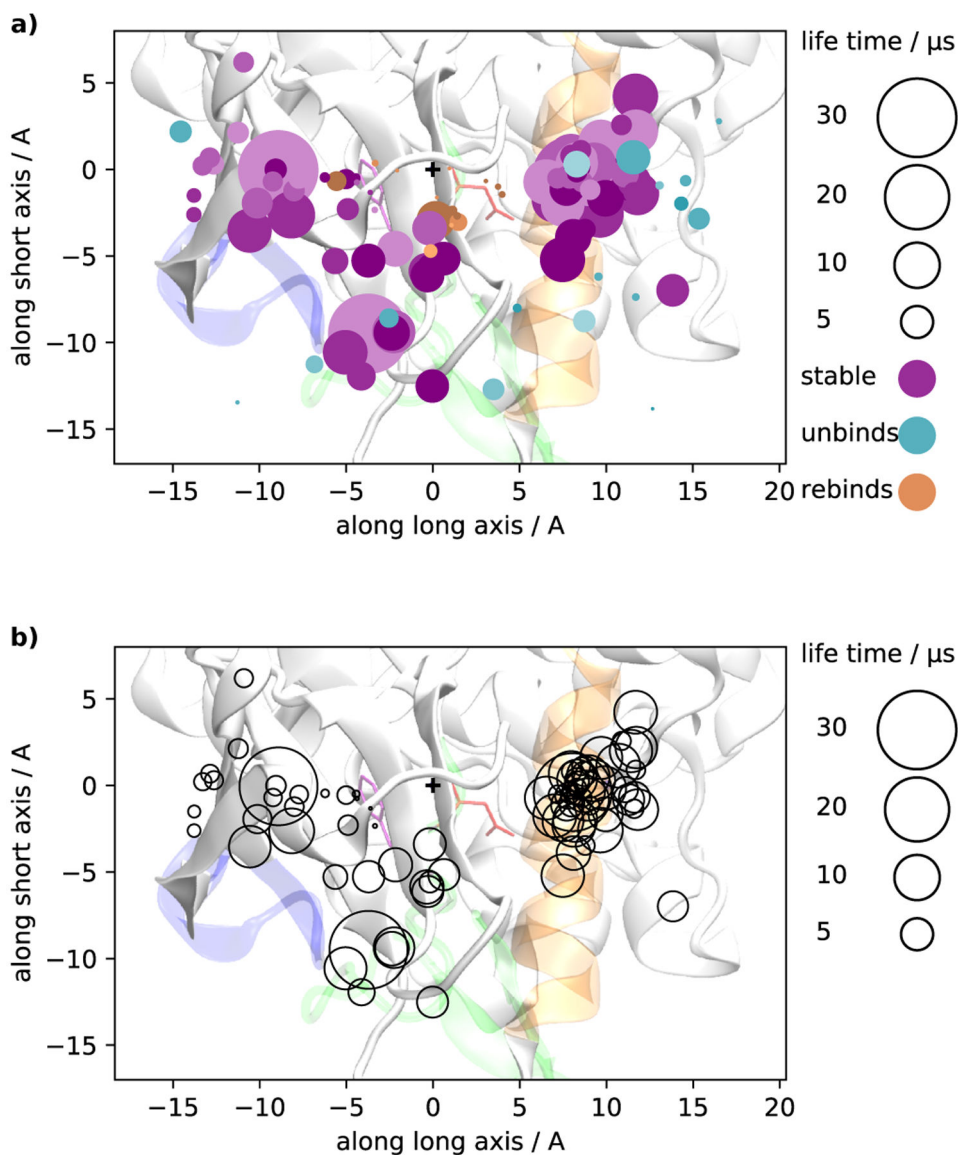 a)
life time / μs
30
20
10
5
stable
unbinds
rebinds
5
0
−5
−10
−15
along short axis / A
−15 −10 −5 0 5 10 15 20
along long axis / A
b)
life time / μs
30
20
10
5
5
0
−5
−10
−15
along short axis / A
−15 −10 −5 0 5 10 15 20
along long axis / A